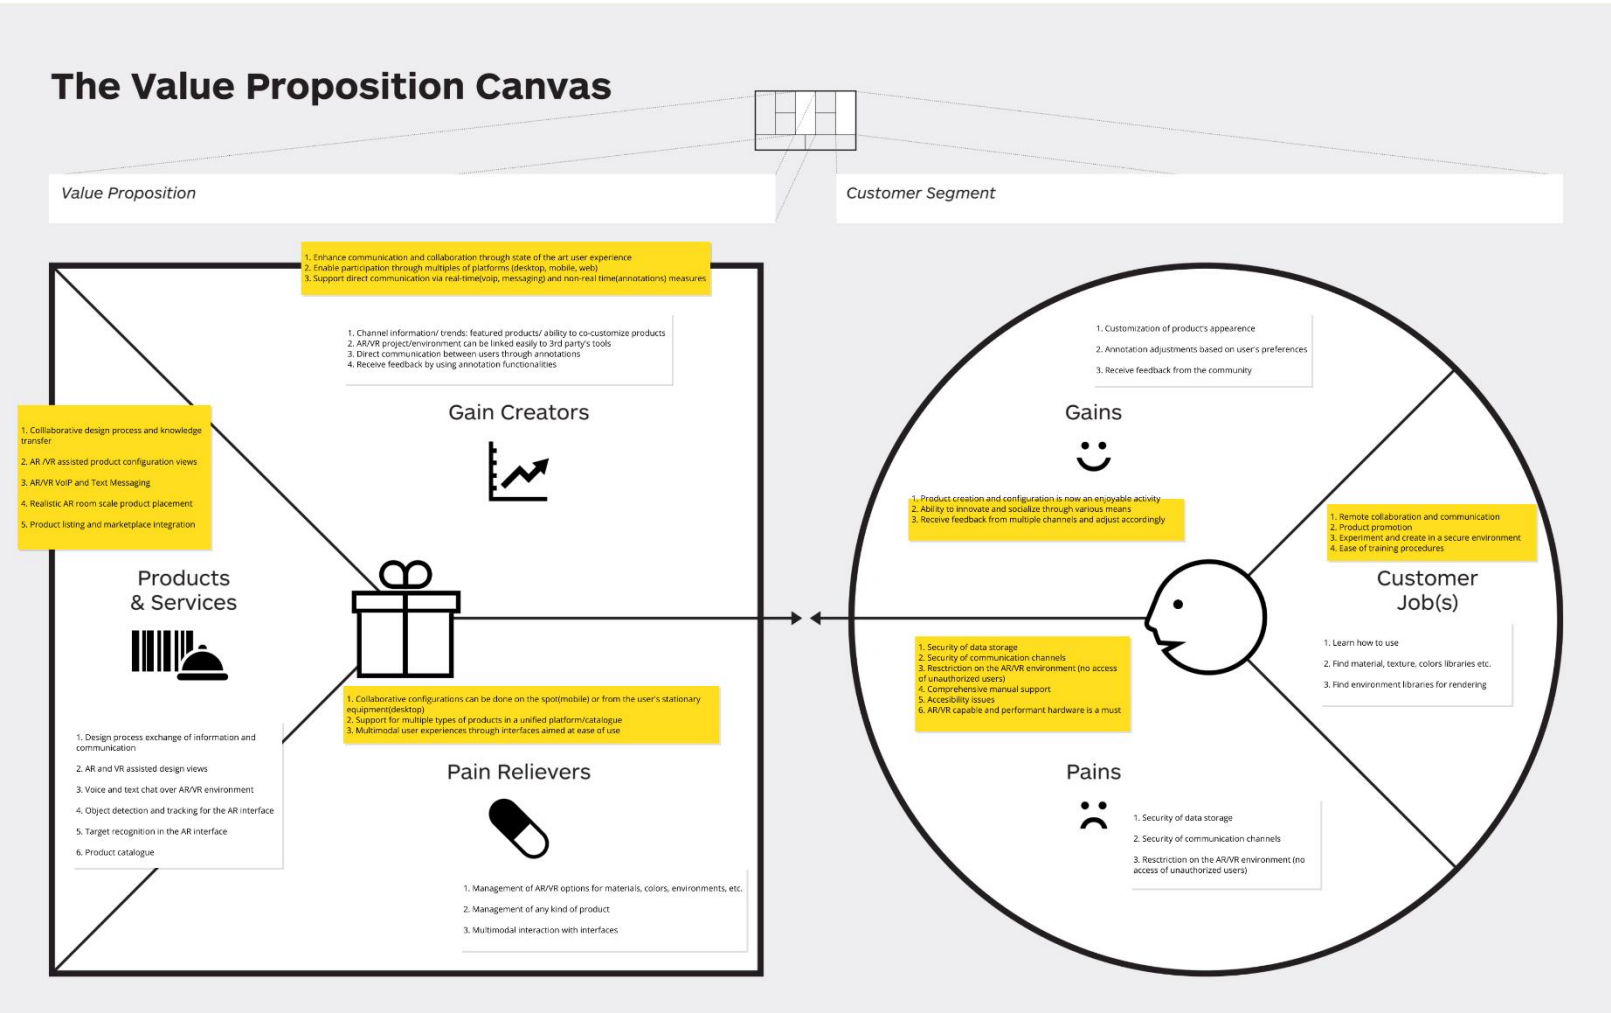 The Value Proposition Canvas
Value Proposition
Customer Segment
1. Enhance communication and collaboration through state of the art user experience
2. Enable participation through multiples of platforms (desktop, mobile, web)
3. Support direct communication via real-time(voip, messaging) and non-real time(annotations) measures
1. Channel information/ trends: featured products/ ability to co-customize products
2. AR/VR project/environment can be linked easily to 3rd party's tools
3. Direct communication between users through annotations
4. Receive feedback by using annotation functionalities
Gain Creators
1. Colllaborative design process and knowledge
transfer
2. AR /VR assisted product configuration views
3. AR/VR VoIP and Text Messaging
4. Realistic AR room scale product placement
5. Product listing and marketplace integration
Products
& Services
1. Design process exchange of information and
communication
2. AR and VR assisted design views
3. Voice and text chat over AR/VR environment
4. Object detection and tracking for the AR interface
5. Target recognition in the AR interface
6. Product catalogue
1. Collaborative configurations can be done on the spot(mobile) or from the user's stationary
equipment(desktop)
2. Support for multiple types of products in a unified platform/catalogue
3. Multimodal user experiences through interfaces aimed at ease of use
Pain Relievers
1. Management of AR/VR options for materials, colors, environments, etc.
2. Management of any kind of product
3. Multimodal interaction with interfaces
1. Customization of product's appearence
2. Annotation adjustments based on user's preferences
3. Receive feedback from the community
Gains
1. Product creation and configuration is now an enjoyable activity
2. Ability to innovate and socialize through various means
3. Receive feedback from multiple channels and adjust accordingly
1. Remote collaboration and communication
2. Product promotion
3. Experiment and create in a secure environment
4. Ease of training procedures
Customer
Job(s)
1. Learn how to use
2. Find material, texture, colors libraries etc.
3. Find environment libraries for rendering
1. Security of data storage
2. Security of communication channels
3. Resctriction on the AR/VR environment (no access
of unauthorized users)
4. Comprehensive manual support
5. Accesibility issues
6. AR/VR capable and performant hardware is a must
Pains
1. Security of data storage
2. Security of communication channels
3. Resctriction on the AR/VR environment (no
access of unauthorized users)